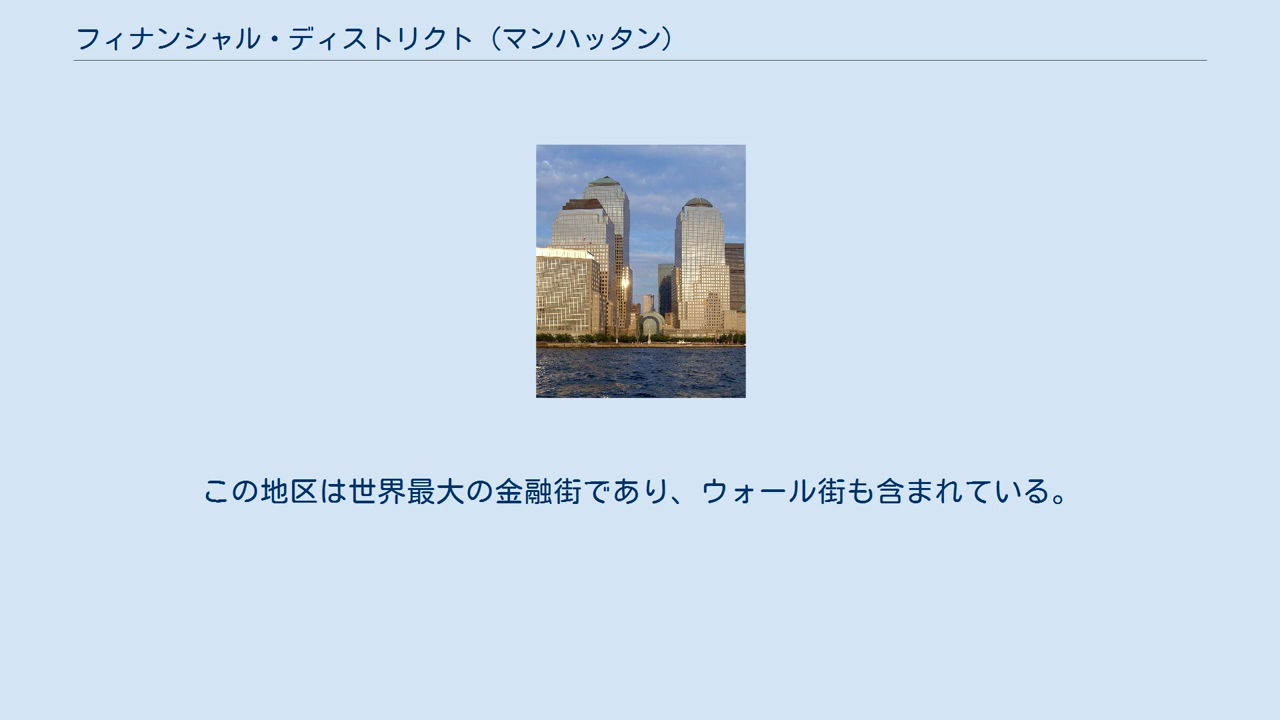 フィナンシャル・ディストリクト（マンハッタン）
この地区は世界最大の金融街であり、ウォール街も含まれている。